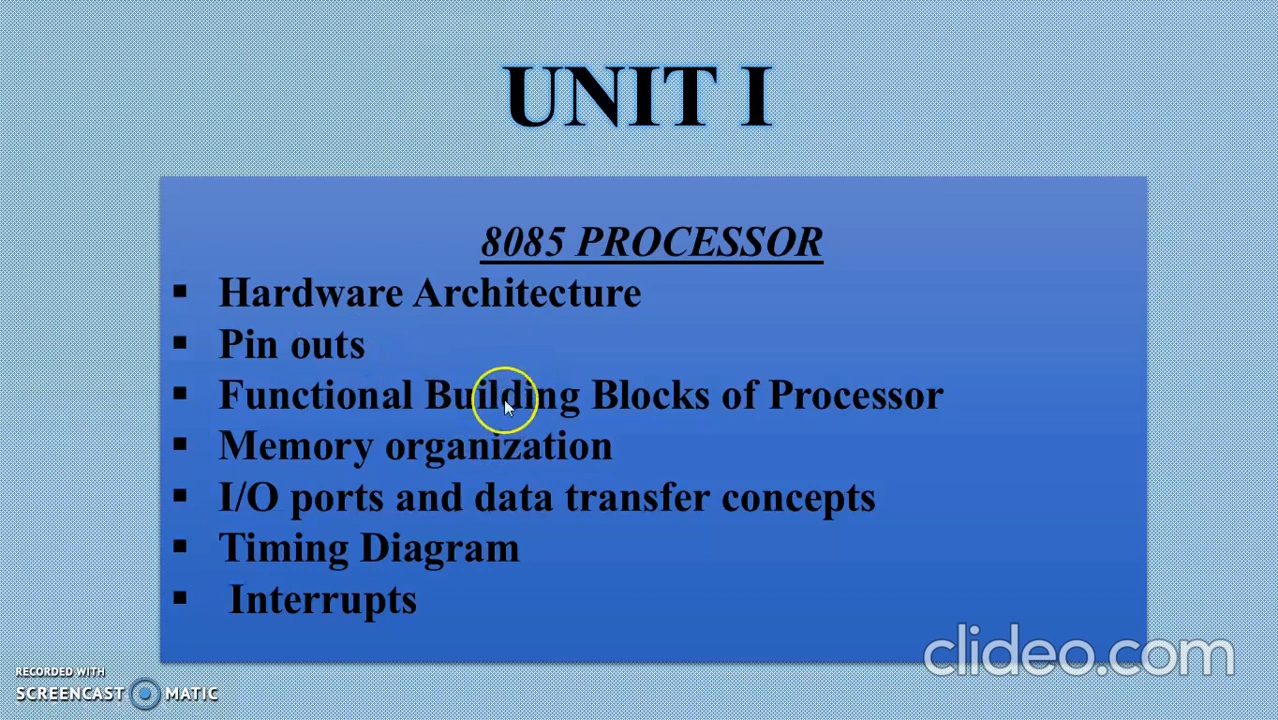 UNIT I
8085 PROCESSOR
▪ Hardware Architecture
▪ Pin outs
▪ Functional Building Blocks of Processor
▪ Memory organization
▪ I/O ports and data transfer concepts
▪ Timing Diagram
▪ Interrupts
clideo.com
RECORDED WITH
SCREENCAST MATIC